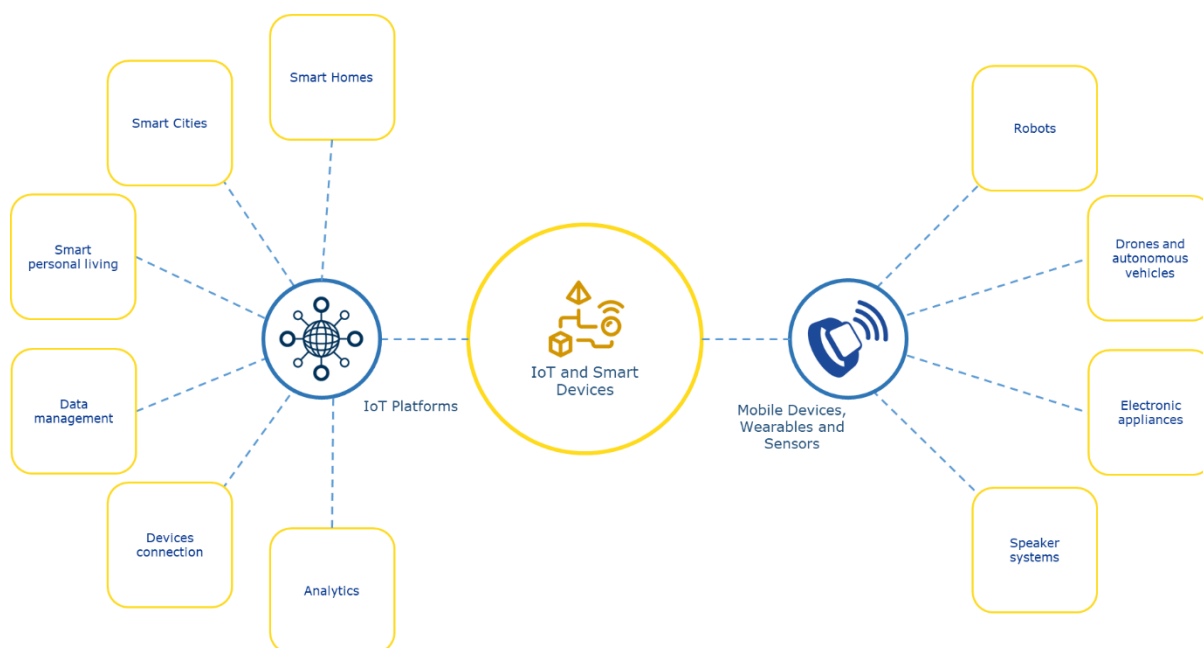 Smart Homes
Smart Cities
Smart
personal living
Data
management
Devices
connection
Analytics
IoT Platforms
IoT and Smart
Devices
Mobile Devices,
Wearables and
Sensors
Robots
Drones and
autonomous
vehicles
Electronic
appliances
Speaker
systems